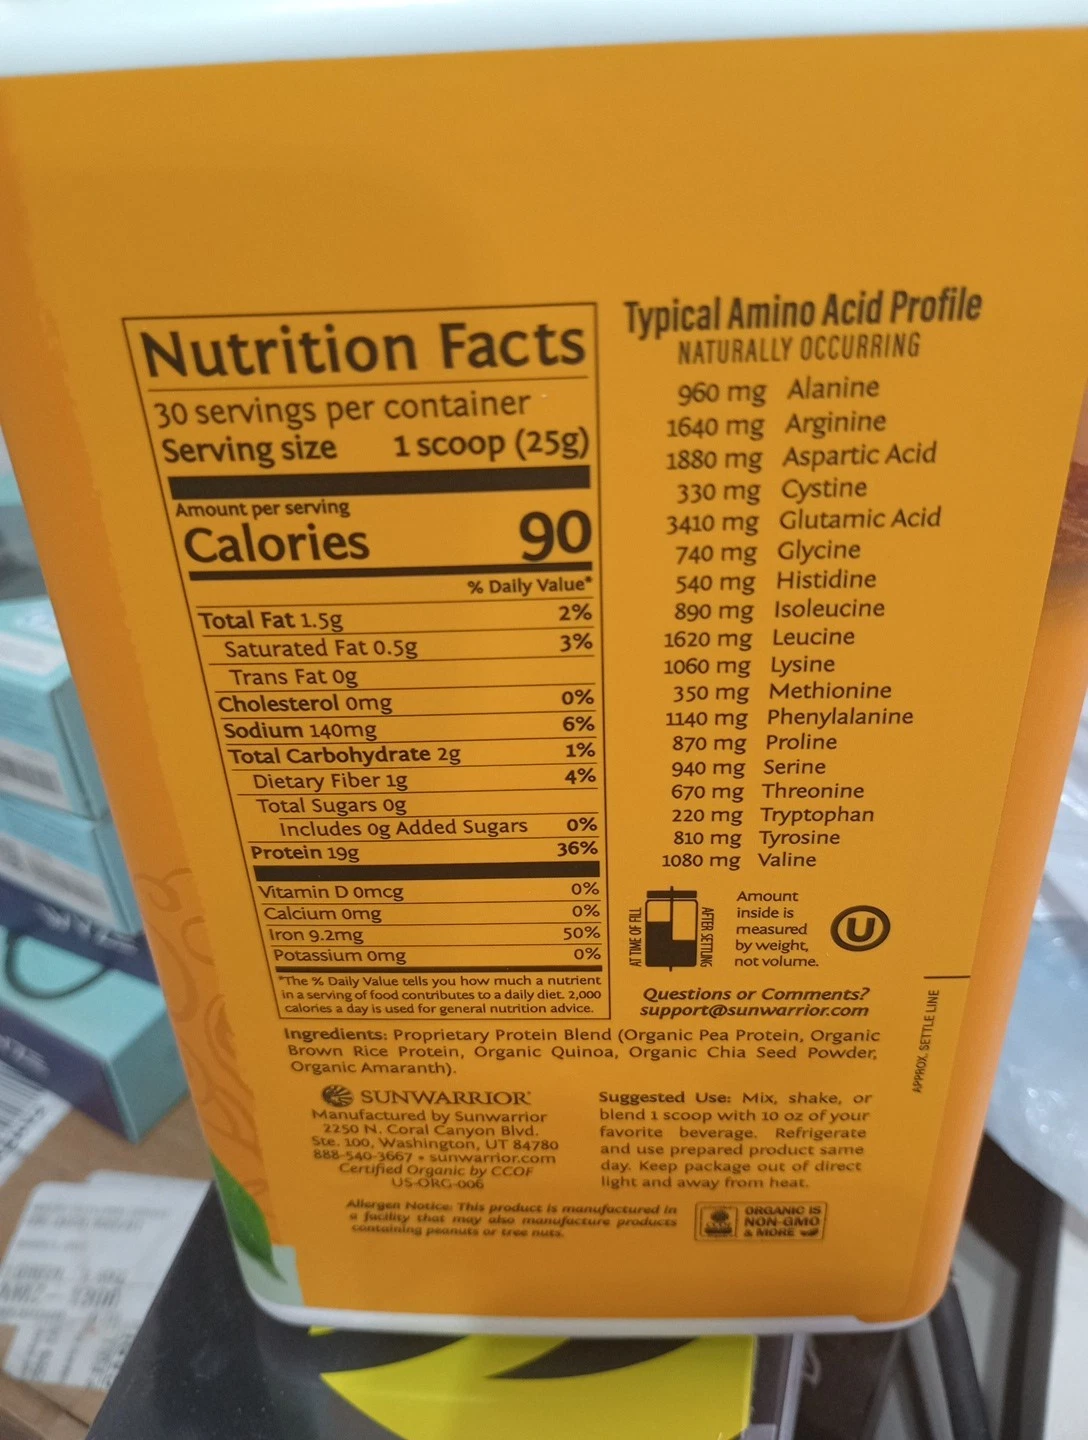 Nutrition Facts
30 servings per container
Serving size 1 scoop (25g)
Amount per serving
Calories 90
% Daily Value*
Total Fat 1.5g 2%
Saturated Fat 0.5g 3%
Trans Fat 0g
Cholesterol 0mg 0%
Sodium 140mg 6%
Total Carbohydrate 2g 1%
Dietary Fiber 1g 4%
Total Sugars 0g
Includes 0g Added Sugars 0%
Protein 19g 36%
Vitamin D 0mcg 0%
Calcium 0mg 0%
Iron 9.2mg 50%
Potassium 0mg 0%
*The % Daily Value tells you how much a nutrient
in a serving of food contributes to a daily diet. 2,000
calories a day is used for general nutrition advice.
Typical Amino Acid Profile
NATURALLY OCCURRING
960 mg Alanine
1640 mg Arginine
1880 mg Aspartic Acid
330 mg Cystine
3410 mg Glutamic Acid
740 mg Glycine
540 mg Histidine
890 mg Isoleucine
1620 mg Leucine
1060 mg Lysine
350 mg Methionine
1140 mg Phenylalanine
870 mg Proline
940 mg Serine
670 mg Threonine
220 mg Tryptophan
810 mg Tyrosine
1080 mg Valine
AT TIME OF FILL
AFTER SETTLING
Amount
inside is
measured
by weight,
not volume.
U
Questions or Comments?
support@sunwarrior.com
APPROX. SETTLE LINE
Ingredients: Proprietary Protein Blend (Organic Pea Protein, Organic
Brown Rice Protein, Organic Quinoa, Organic Chia Seed Powder,
Organic Amaranth).
SUNWARRIOR
Manufactured by Sunwarrior
2250 N. Coral Canyon Blvd.
Ste. 100, Washington, UT 84780
888-540-3667 • sunwarrior.com
Certified Organic by CCOF
US-ORG-006
Suggested Use: Mix, shake, or
blend 1 scoop with 10 oz of your
favorite beverage. Refrigerate
and use prepared product same
day. Keep package out of direct
light and away from heat.
Allergen Notice: This product is manufactured in
a facility that may also manufacture products
containing peanuts or tree nuts.
ORGANIC IS
NON-GMO
& MORE